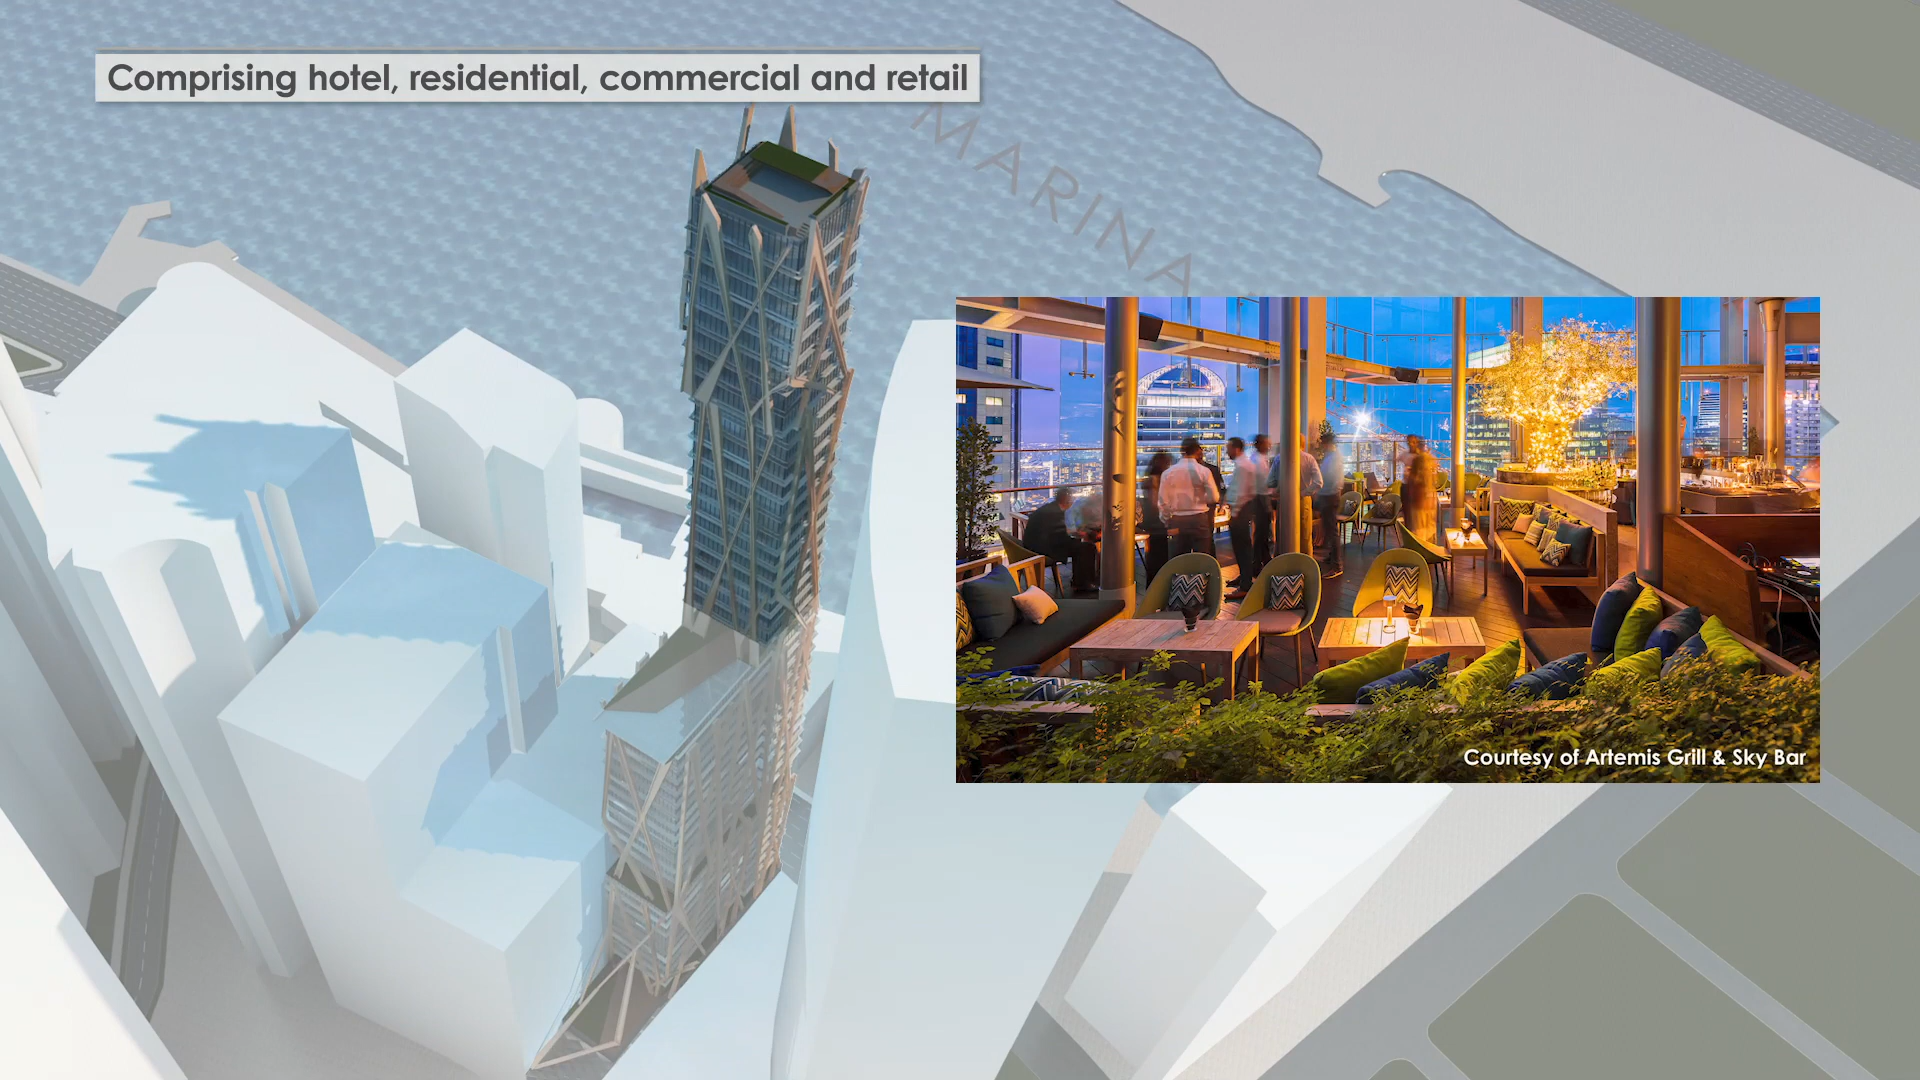 Comprising hotel, residential, commercial and retail
MARINA
Courtesy of Artemis Grill & Sky Bar